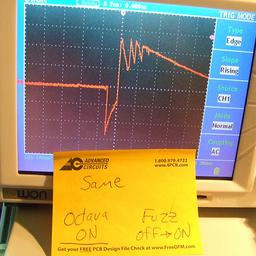 TRIG MODE
Type
Edge
Slope
Rising
Source
CH1
Mode
Normal
Coupling
AC
ADVANCED
CIRCUITS
1.800.979.4722
www.4PCB.com
Same
Octava
ON
Fuzz
OFF→ON
Get your FREE PCB Design File Check at www.FreeDFM.com